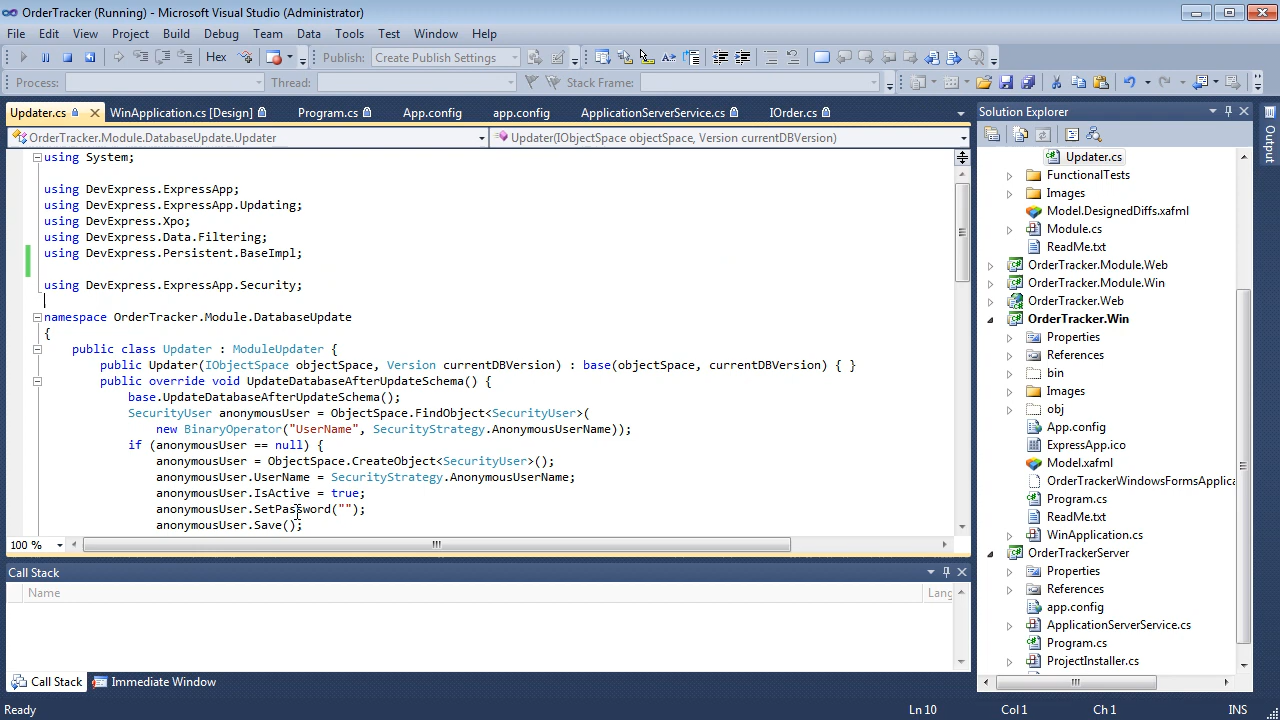 OrderTracker (Running) - Microsoft Visual Studio (Administrator)
File Edit View Project Build Debug Team Data Tools Test Window Help
Hex Publish: Create Publish Settings
Process: Thread: Stack Frame:
Updater.cs WinApplication.cs [Design] Program.cs App.config app.config ApplicationServerService.cs IOrder.cs
OrderTracker.Module.DatabaseUpdate.Updater Updater(IObjectSpace objectSpace, Version currentDBVersion)
using System;
using DevExpress.ExpressApp;
using DevExpress.ExpressApp.Updating;
using DevExpress.Xpo;
using DevExpress.Data.Filtering;
using DevExpress.Persistent.BaseImpl;
using DevExpress.ExpressApp.Security;
namespace OrderTracker.Module.DatabaseUpdate
{
public class Updater : ModuleUpdater {
public Updater(IObjectSpace objectSpace, Version currentDBVersion) : base(objectSpace, currentDBVersion) { }
public override void UpdateDatabaseAfterUpdateSchema() {
base.UpdateDatabaseAfterUpdateSchema();
SecurityUser anonymousUser = ObjectSpace.FindObject<SecurityUser>(
new BinaryOperator("UserName", SecurityStrategy.AnonymousUserName));
if (anonymousUser == null) {
anonymousUser = ObjectSpace.CreateObject<SecurityUser>();
anonymousUser.UserName = SecurityStrategy.AnonymousUserName;
anonymousUser.IsActive = true;
anonymousUser.SetPassword("");
anonymousUser.Save();
100 %
Call Stack
Name Lang
Call Stack Immediate Window
Solution Explorer
Updater.cs
FunctionalTests
Images
Model.DesignedDiffs.xafml
Module.cs
ReadMe.txt
OrderTracker.Module.Web
OrderTracker.Module.Win
OrderTracker.Web
OrderTracker.Win
Properties
References
bin
Images
obj
App.config
ExpressApp.ico
Model.xafml
OrderTrackerWindowsFormsApplica
Program.cs
ReadMe.txt
WinApplication.cs
OrderTrackerServer
Properties
References
app.config
ApplicationServerService.cs
Program.cs
ProjectInstaller.cs
Output
Ready Ln 10 Col 1 Ch 1 INS